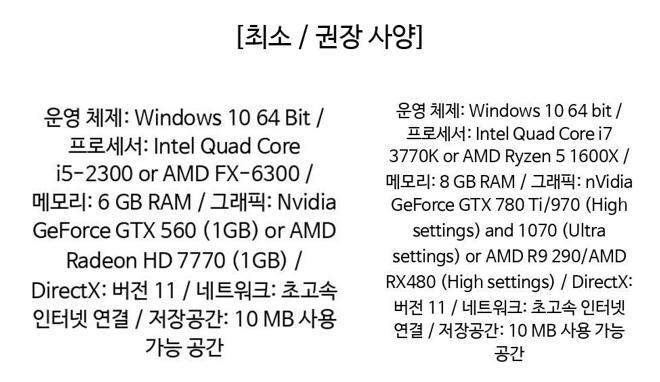 [최소 / 권장 사양]
운영 체제: Windows 10 64 Bit /
프로세서: Intel Quad Core
i5-2300 or AMD FX-6300 /
메모리: 6 GB RAM / 그래픽: Nvidia
GeForce GTX 560 (1GB) or AMD
Radeon HD 7770 (1GB) /
DirectX: 버전 11 / 네트워크: 초고속
인터넷 연결 / 저장공간: 10 MB 사용
가능 공간
운영 체제: Windows 10 64 bit /
프로세서: Intel Quad Core i7
3770K or AMD Ryzen 5 1600X /
메모리: 8 GB RAM / 그래픽: nVidia
GeForce GTX 780 Ti/970 (High
settings) and 1070 (Ultra
settings) or AMD R9 290/AMD
RX480 (High settings) / DirectX:
버전 11 / 네트워크: 초고속 인터넷
연결 / 저장공간: 10 MB 사용 가능
공간